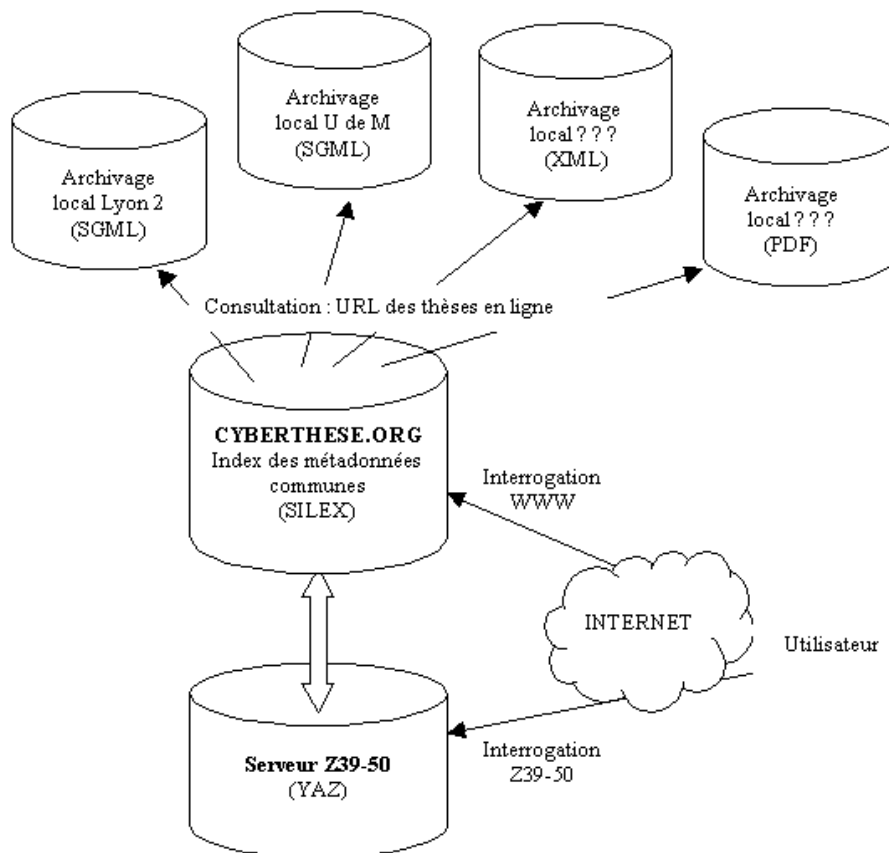 Archivage
local U de M
(SGML)
Archivage
local ? ? ?
(XML)
Archivage
local Lyon 2
(SGML)
Archivage
local ? ? ?
(PDF)
Consultation : URL des thèses en ligne
CYBERTHESE.ORG
Index des métadonnées
communes
(SILEX)
Interrogation
WWW
INTERNET
Utilisateur
Serveur Z39-50
(YAZ)
Interrogation
Z39-50